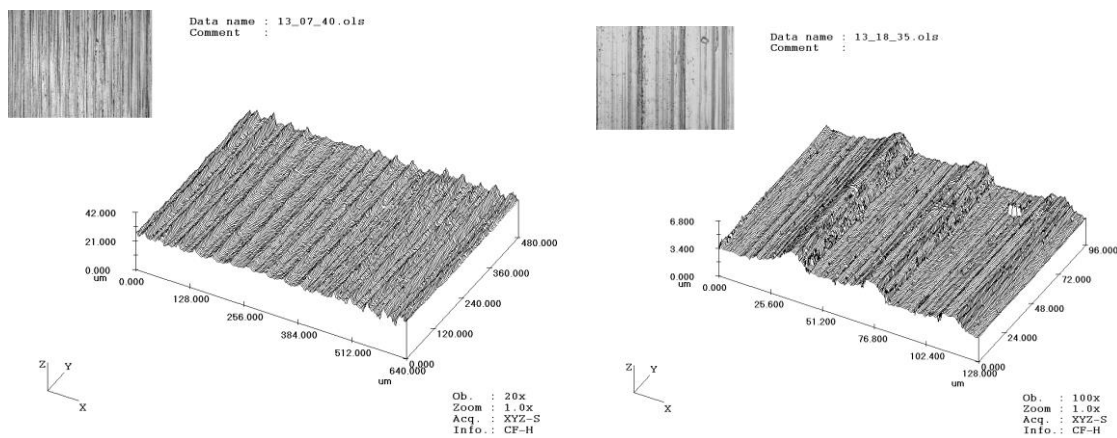 Data name : 13_07_40.ols
Comment :
42.000
21.000
0.000
um
0.000
128.000
256.000
384.000
512.000
640.000
um
0.000
120.000
240.000
360.000
480.000
Z
Y
X
Ob. : 20x
Zoom : 1.0x
Acq. : XYZ-S
Info.: CF-H
Data name : 13_18_35.ols
Comment :
6.800
3.400
0.000
um
0.000
25.600
51.200
76.800
102.400
128.000
um
0.000
24.000
48.000
72.000
96.000
Z
Y
X
Ob. : 100x
Zoom : 1.0x
Acq. : XYZ-S
Info.: CF-H